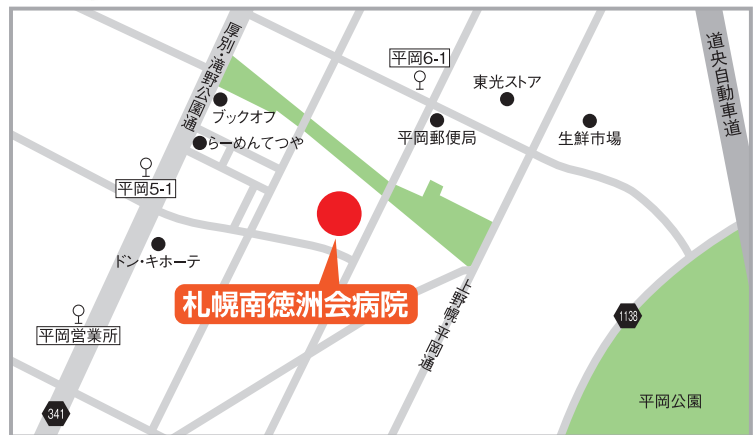 厚別・滝野公園通
平岡6-1
東光ストア
道央自動車道
ブックオフ
平岡郵便局
生鮮市場
らーめんてつや
平岡5-1
ドン・キホーテ
札幌南徳洲会病院
上野幌・平岡通
平岡営業所
1138
平岡公園
341